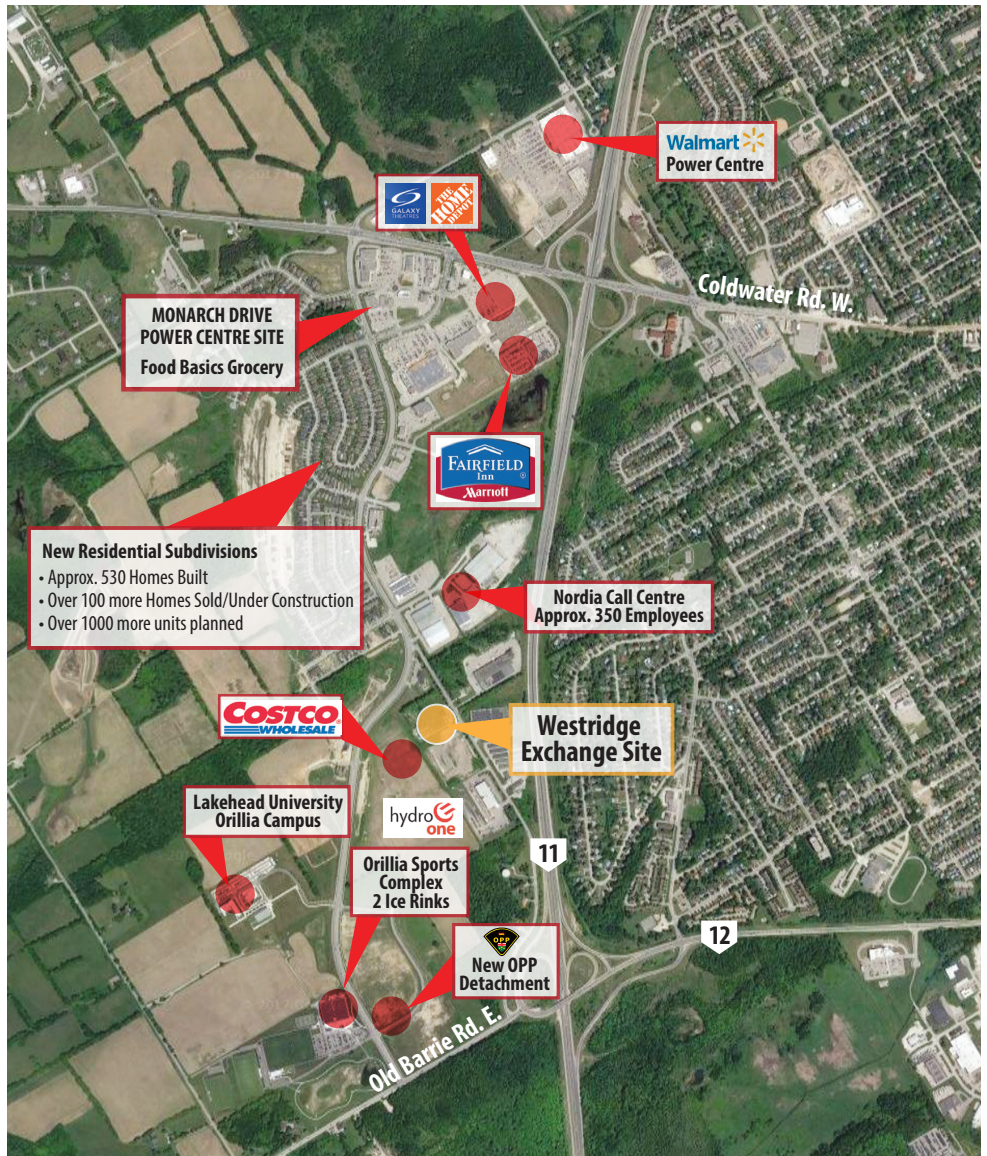 Walmart
Power Centre
GALAXY
THEATRES
THE
HOME
DEPOT
Coldwater Rd. W.
MONARCH DRIVE
POWER CENTRE SITE
Food Basics Grocery
FAIRFIELD
Inn ®
Marriott
New Residential Subdivisions
• Approx. 530 Homes Built
• Over 100 more Homes Sold/Under Construction
• Over 1000 more units planned
Nordia Call Centre
Approx. 350 Employees
COSTCO
WHOLESALE
Westridge
Exchange Site
Lakehead University
Orillia Campus
hydro
one
11
Orillia Sports
Complex
2 Ice Rinks
12
OPP
New OPP
Detachment
Old Barrie Rd. E.